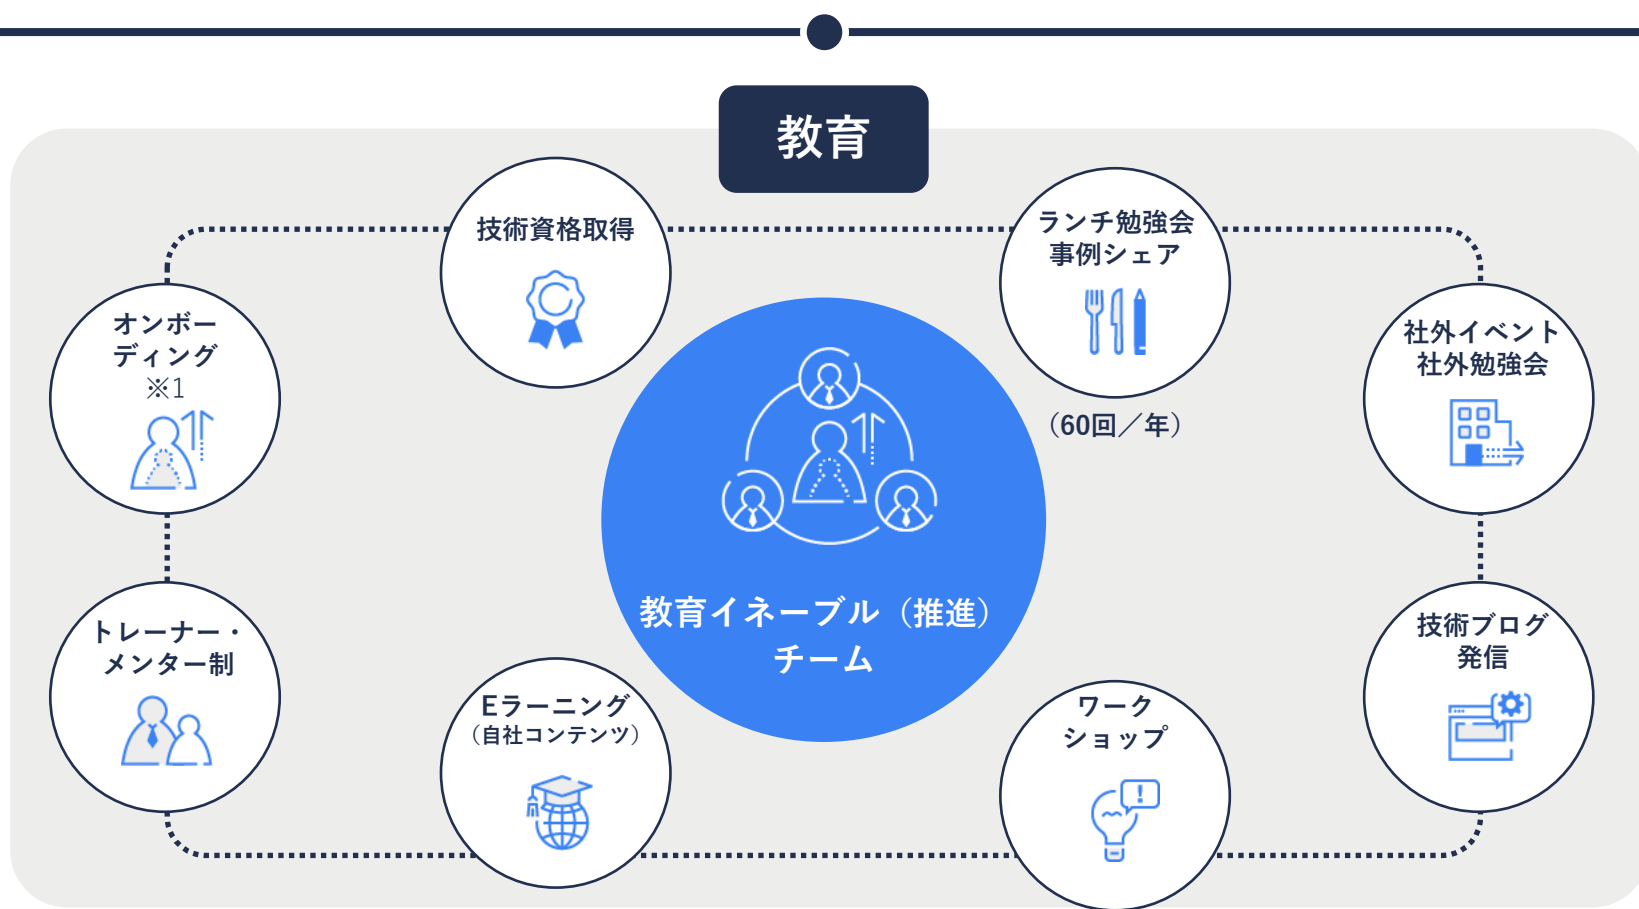 教育
技術資格取得
ランチ勉強会
事例シェア
（60回／年）
オンボー
ディング
※1
社外イベント
社外勉強会
教育イネーブル（推進）
チーム
トレーナー・
メンター制
Eラーニング
（自社コンテンツ）
ワーク
ショップ
技術ブログ
発信